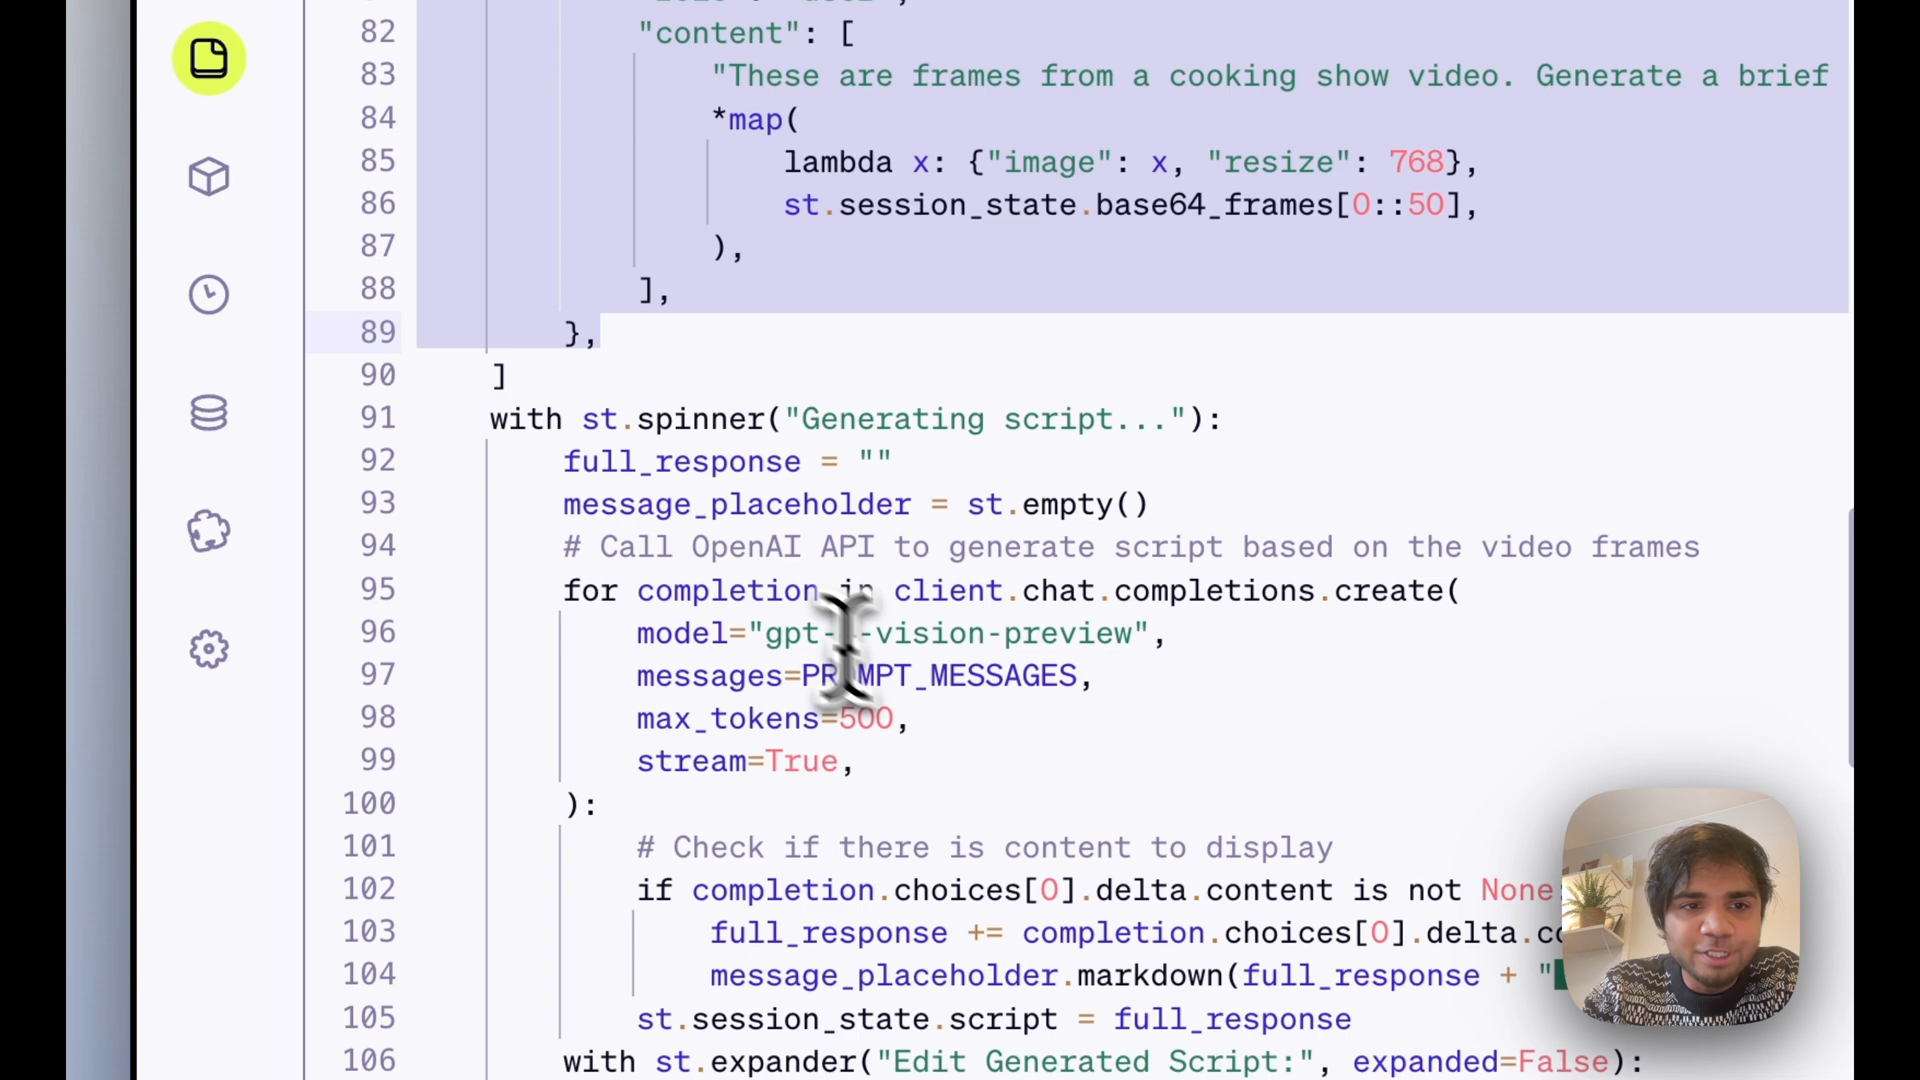 82 "content": [
83 "These are frames from a cooking show video. Generate a brief
84 *map(
85 lambda x: {"image": x, "resize": 768},
86 st.session_state.base64_frames[0::50],
87 ),
88 ],
89 },
90 ]
91 with st.spinner("Generating script..."):
92 full_response = ""
93 message_placeholder = st.empty()
94 # Call OpenAI API to generate script based on the video frames
95 for completion in client.chat.completions.create(
96 model="gpt- -vision-preview",
97 messages=PROMPT_MESSAGES,
98 max_tokens=500,
99 stream=True,
100 ):
101 # Check if there is content to display
102 if completion.choices[0].delta.content is not None
103 full_response += completion.choices[0].delta.
104 message_placeholder.markdown(full_response + "
105 st.session_state.script = full_response
106 with st.expander("Edit Generated Script:", expanded=False):